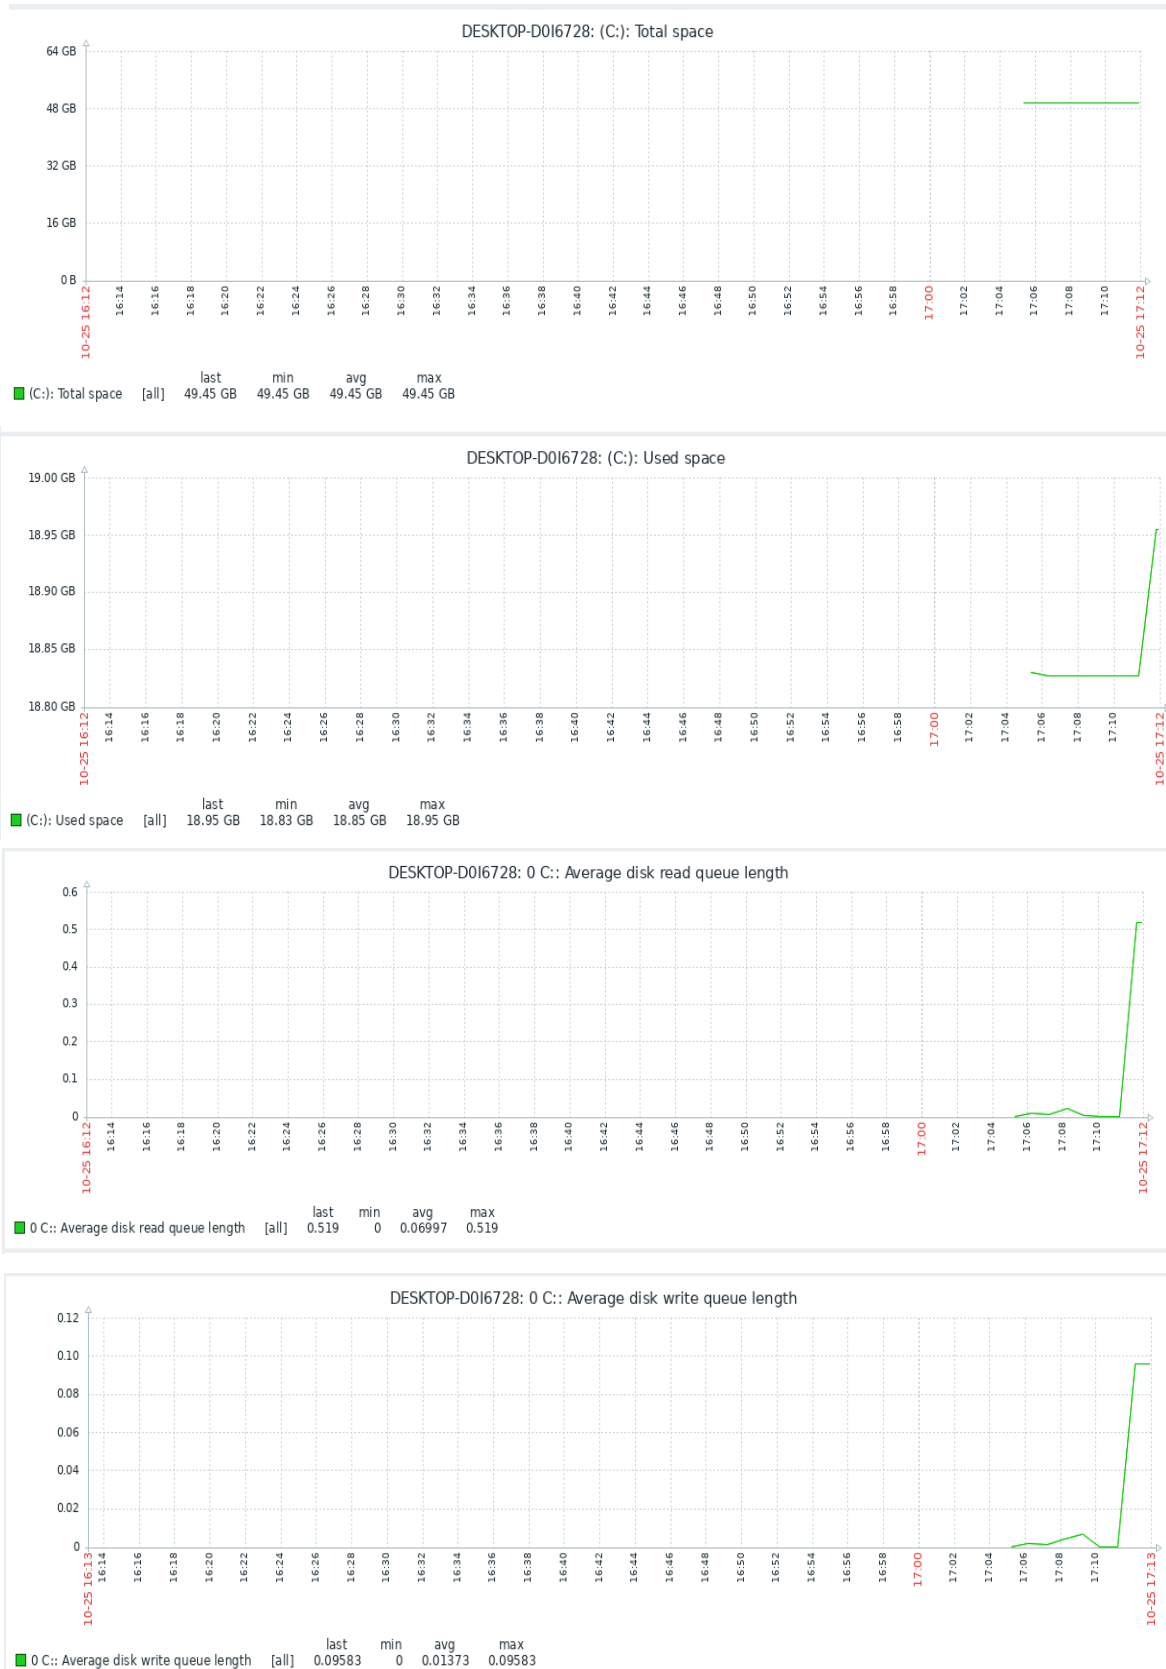 DESKTOP-D0I6728: (C:): Total space
64 GB
48 GB
32 GB
16 GB
0 B
10-25 16:12 16:14 16:16 16:18 16:20 16:22 16:24 16:26 16:28 16:30 16:32 16:34 16:36 16:38 16:40 16:42 16:44 16:46 16:48 16:50 16:52 16:54 16:56 16:58 17:00 17:02 17:04 17:06 17:08 17:10 10-25 17:12
last min avg max
(C:): Total space [all] 49.45 GB 49.45 GB 49.45 GB 49.45 GB
DESKTOP-D0I6728: (C:): Used space
19.00 GB
18.95 GB
18.90 GB
18.85 GB
18.80 GB
10-25 16:12 16:14 16:16 16:18 16:20 16:22 16:24 16:26 16:28 16:30 16:32 16:34 16:36 16:38 16:40 16:42 16:44 16:46 16:48 16:50 16:52 16:54 16:56 16:58 17:00 17:02 17:04 17:06 17:08 17:10 10-25 17:12
last min avg max
(C:): Used space [all] 18.95 GB 18.83 GB 18.85 GB 18.95 GB
DESKTOP-D0I6728: 0 C:: Average disk read queue length
0.6
0.5
0.4
0.3
0.2
0.1
0
10-25 16:12 16:14 16:16 16:18 16:20 16:22 16:24 16:26 16:28 16:30 16:32 16:34 16:36 16:38 16:40 16:42 16:44 16:46 16:48 16:50 16:52 16:54 16:56 16:58 17:00 17:02 17:04 17:06 17:08 17:10 10-25 17:12
last min avg max
0 C:: Average disk read queue length [all] 0.519 0 0.06997 0.519
DESKTOP-D0I6728: 0 C:: Average disk write queue length
0.12
0.10
0.08
0.06
0.04
0.02
0
10-25 16:13 16:14 16:16 16:18 16:20 16:22 16:24 16:26 16:28 16:30 16:32 16:34 16:36 16:38 16:40 16:42 16:44 16:46 16:48 16:50 16:52 16:54 16:56 16:58 17:00 17:02 17:04 17:06 17:08 17:10 10-25 17:13
last min avg max
0 C:: Average disk write queue length [all] 0.09583 0 0.01373 0.09583